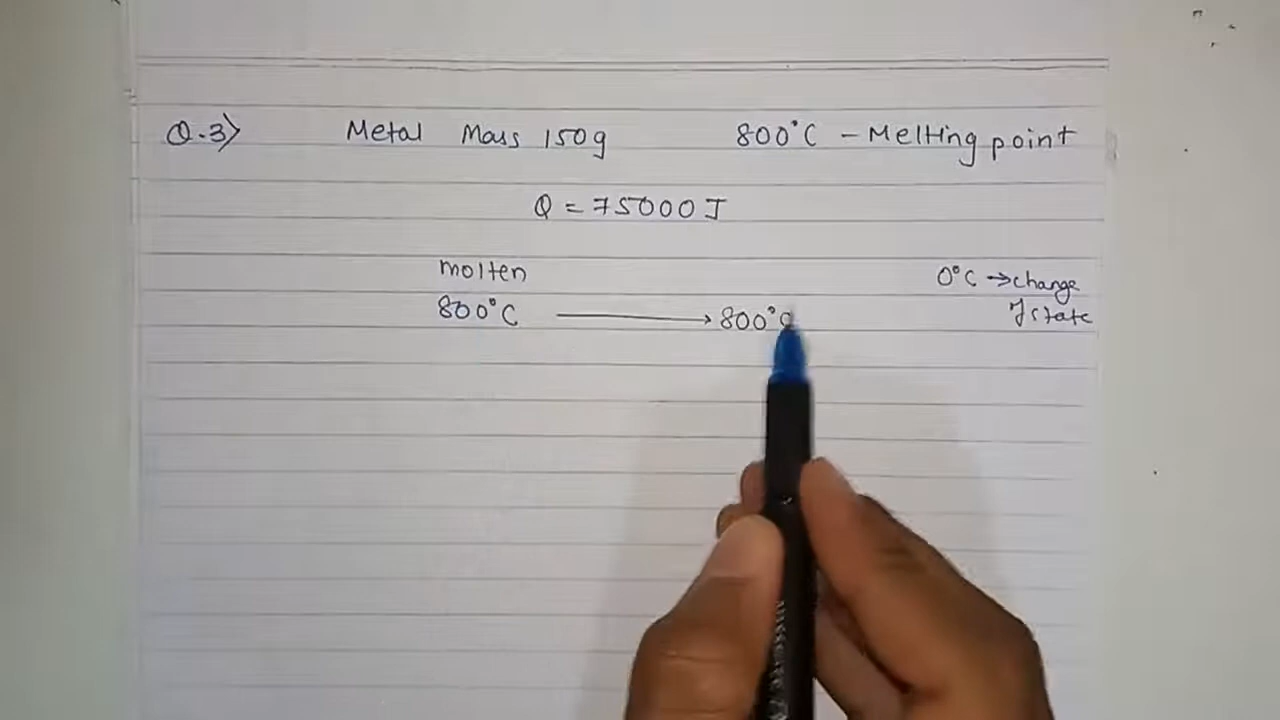 Q.3> Metal Mass 150g 800°C - Melting point
Q = 75000 J
molten
800°C → 800°C
0°C → change
of state